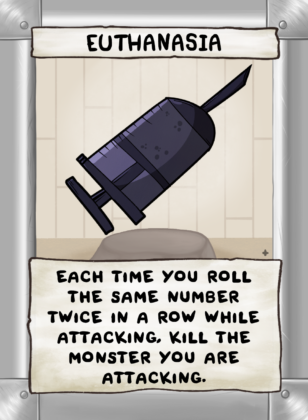 EUTHANASIA
EACH TIME YOU ROLL
THE SAME NUMBER
TWICE IN A ROW WHILE
ATTACKING, KILL THE
MONSTER YOU ARE
ATTACKING.